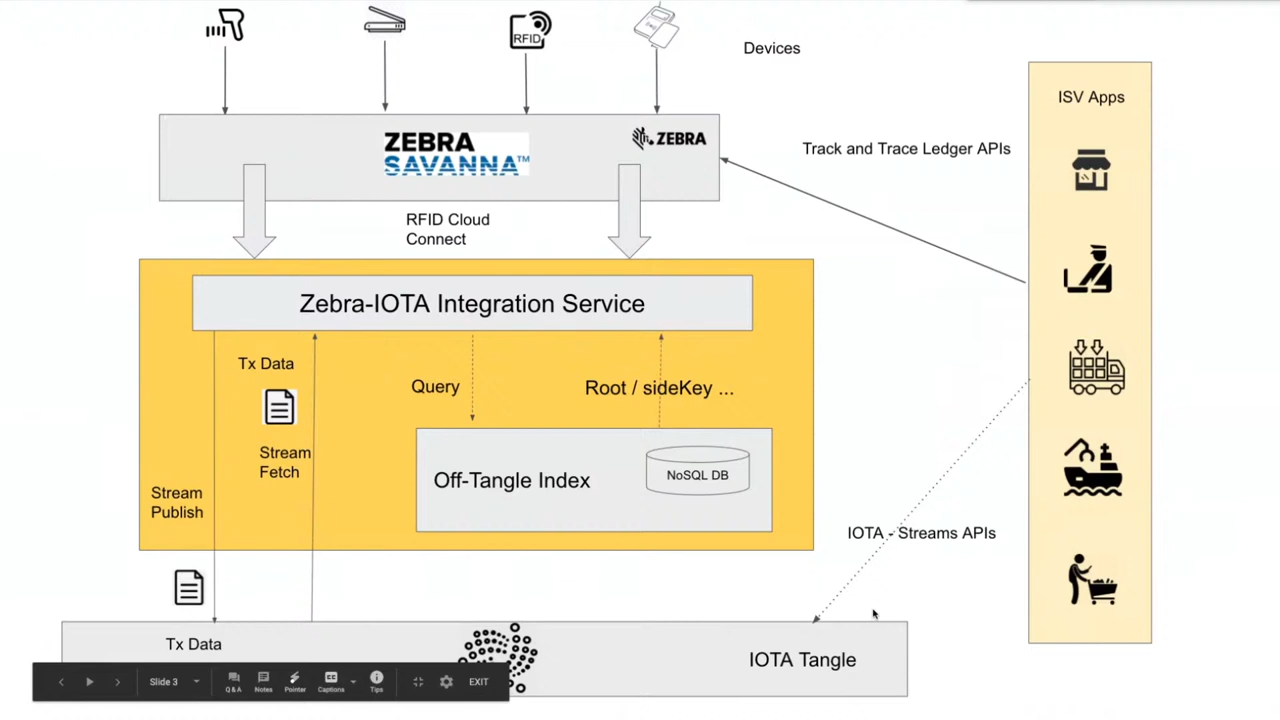 RFID
Devices
ISV Apps
ZEBRA
SAVANNA™
ZEBRA
Track and Trace Ledger APIs
RFID Cloud
Connect
Zebra-IOTA Integration Service
Tx Data
Query
Root / sideKey ...
Stream
Fetch
Off-Tangle Index
NoSQL DB
Stream
Publish
IOTA - Streams APIs
Tx Data
IOTA Tangle
Slide 3
Q & A
Notes
Pointer
CC
Captions
Tips
EXIT